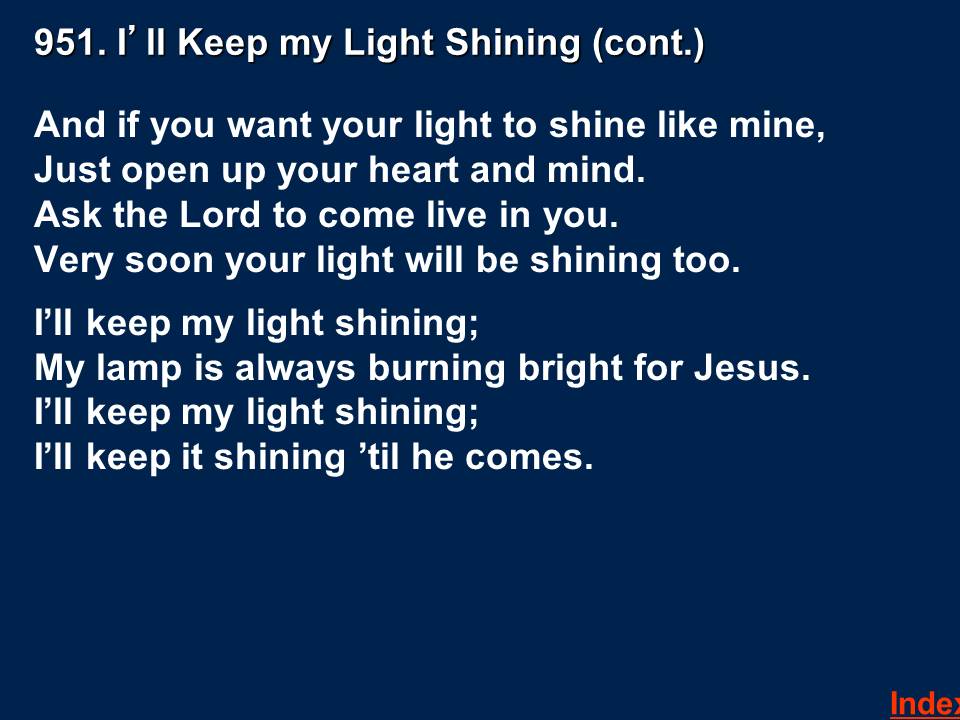 951. I’ ll Keep my Light Shining (cont.)
And if you want your light to shine like mine,
Just open up your heart and mind.
Ask the Lord to come live in you.
Very soon your light will be shining too.
I’ll keep my light shining;
My lamp is always burning bright for Jesus.
I’ll keep my light shining;
I’ll keep it shining ’til he comes.
Index